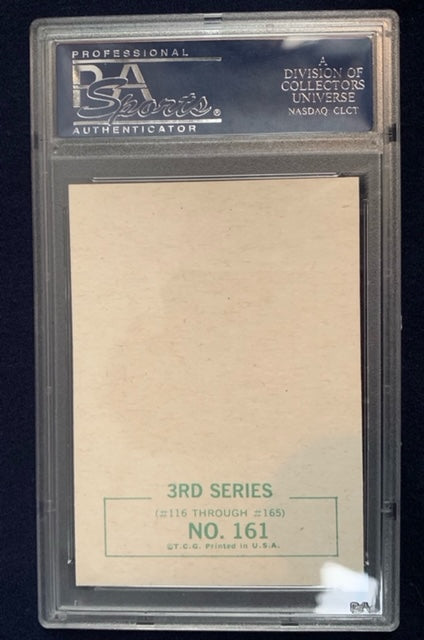 PROFESSIONAL
PSA
Sports®
AUTHENTICATOR
A
DIVISION OF
COLLECTORS
UNIVERSE
NASDAQ: CLCT
3RD SERIES
(#116 THROUGH #165)
NO. 161
©T.C.G. Printed in U.S.A.
PSA